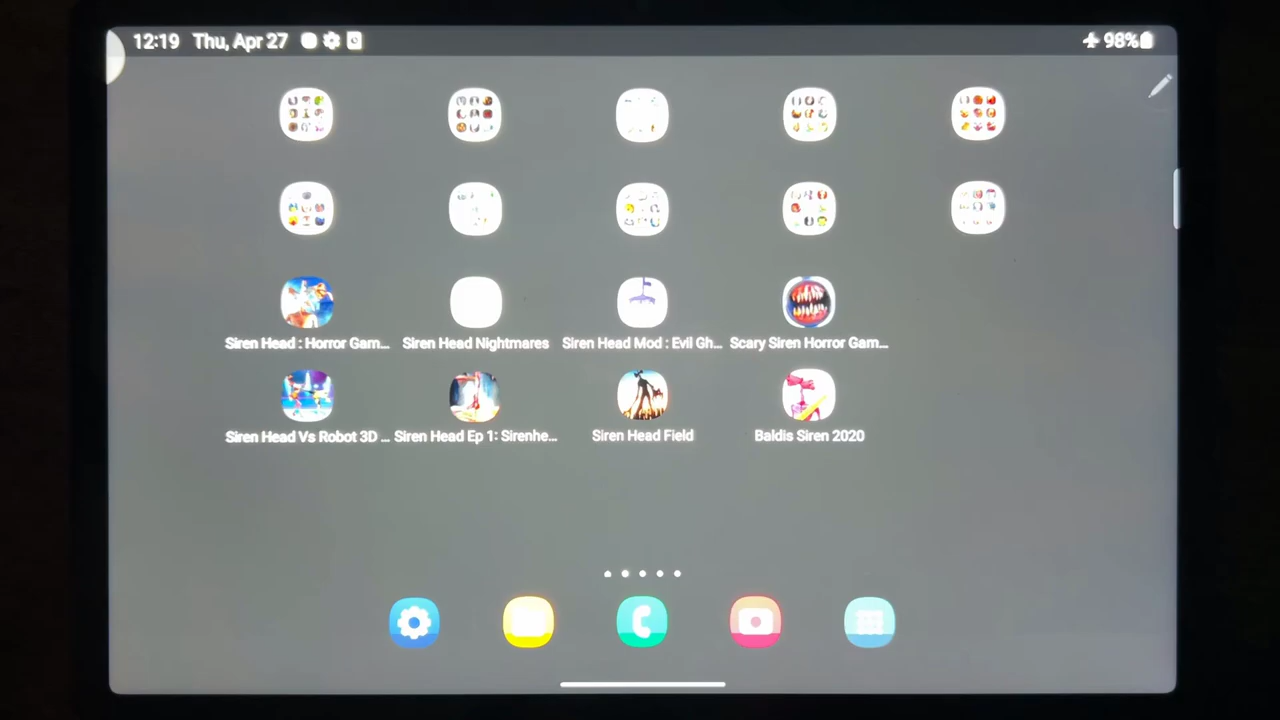 12:19 Thu, Apr 27 98%
Siren Head : Horror Gam... Siren Head Nightmares Siren Head Mod : Evil Gh... Scary Siren Horror Gam...
Siren Head Vs Robot 3D ... Siren Head Ep 1: Sirenhe... Siren Head Field Baldis Siren 2020